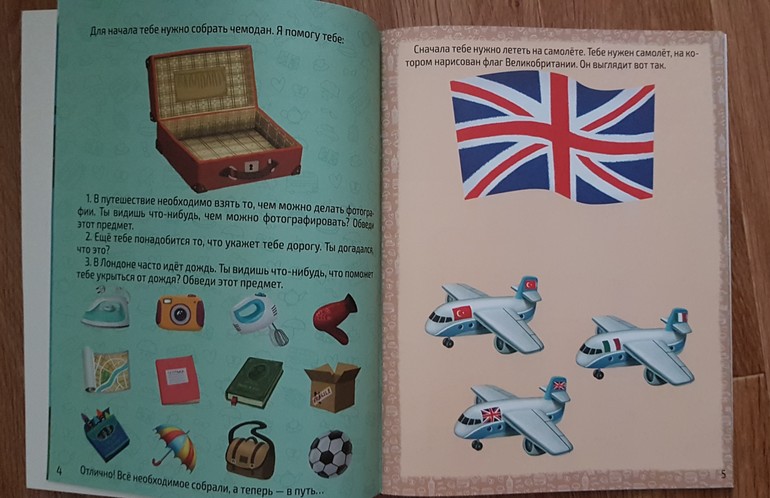 Для начала тебе нужно собрать чемодан. Я помогу тебе:
1. В путешествие необходимо взять то, чем можно делать фотогра-
фии. Ты видишь что-нибудь, чем можно фотографировать? Обведи
этот предмет.
2. Ещё тебе понадобится то, что укажет тебе дорогу. Ты догадался,
что это?
3. В Лондоне часто идёт дождь. Ты видишь что-нибудь, что поможет
тебе укрыться от дождя? Обведи этот предмет.
4
Отлично! Всё необходимое собрали, а теперь — в путь...
Сначала тебе нужно лететь на самолёте. Тебе нужен самолёт, на ко-
тором нарисован флаг Великобритании. Он выглядит вот так.
5